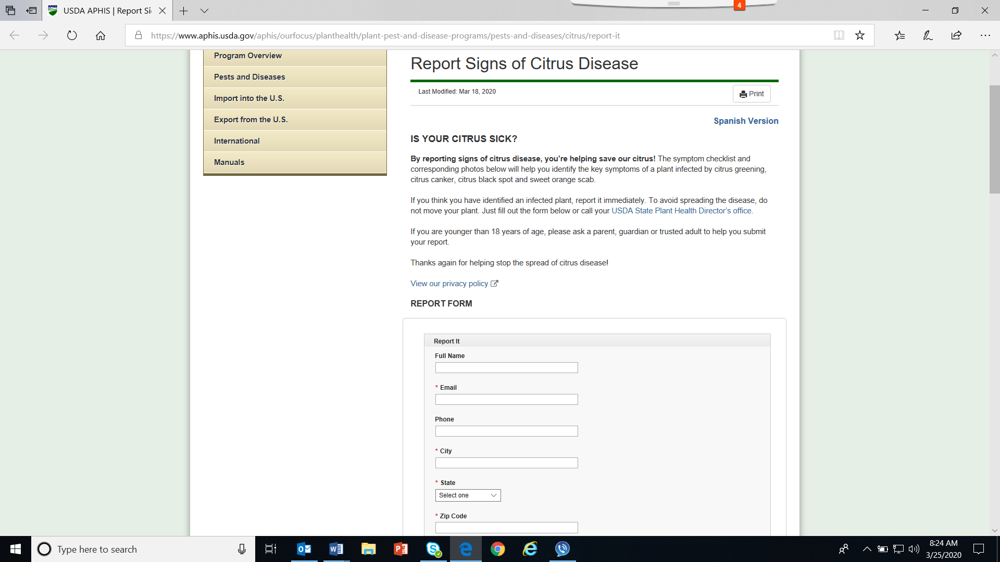 APHIS
USDA APHIS | Report Si
4
https://www.aphis.usda.gov/aphis/ourfocus/planthealth/plant-pest-and-disease-programs/pests-and-diseases/citrus/report-it
Program Overview
Pests and Diseases
Import into the U.S.
Export from the U.S.
International
Manuals
Report Signs of Citrus Disease
Last Modified: Mar 18, 2020
Print
Spanish Version
IS YOUR CITRUS SICK?
By reporting signs of citrus disease, you’re helping save our citrus! The symptom checklist and
corresponding photos below will help you identify the key symptoms of a plant infected by citrus greening,
citrus canker, citrus black spot and sweet orange scab.
If you think you have identified an infected plant, report it immediately. To avoid spreading the disease, do
not move your plant. Just fill out the form below or call your USDA State Plant Health Director’s office.
If you are younger than 18 years of age, please ask a parent, guardian or trusted adult to help you submit
your report.
Thanks again for helping stop the spread of citrus disease!
View our privacy policy
REPORT FORM
Report It
Full Name
* Email
Phone
* City
* State
Select one
* Zip Code
Type here to search
8:24 AM
3/25/2020